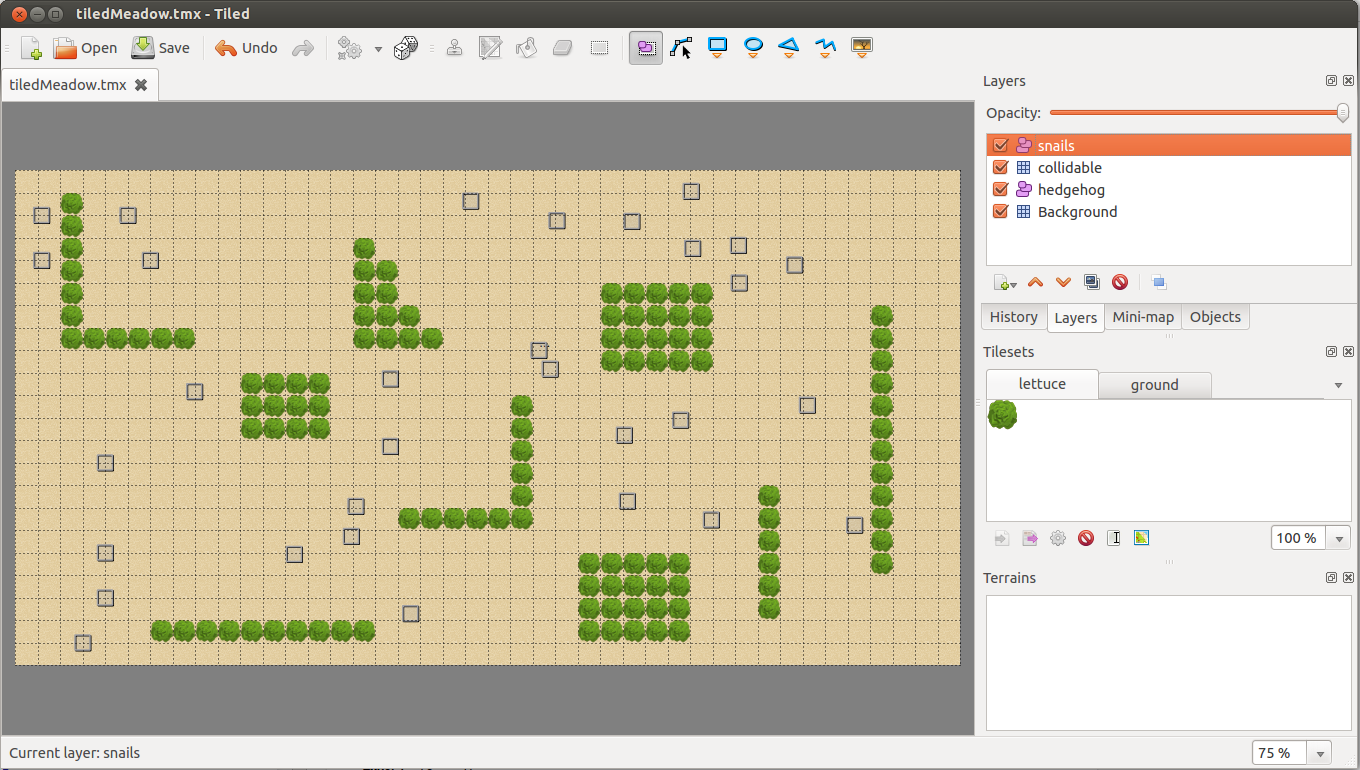 tiledMeadow.tmx - Tiled
Open Save Undo
tiledMeadow.tmx
Layers
Opacity:
snails
collidable
hedgehog
Background
History Layers Mini-map Objects
Tilesets
lettuce ground
100 %
Terrains
Current layer: snails
75 %